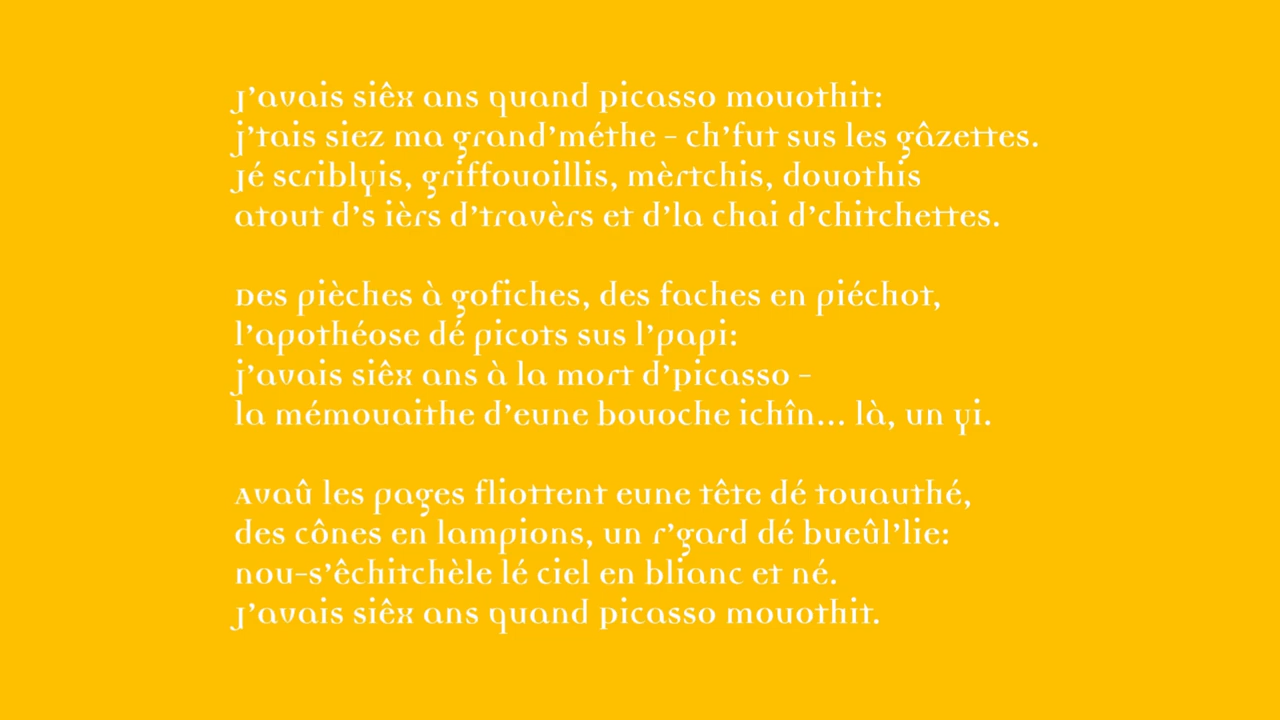 J'avais siêx ans quand picasso mouothit:
j'tais siez ma grand'méthe - ch'fut sus les gâzettes.
Jé scriblyis, griffouoillis, mèrtchis, douothis
atout d's ièrs d'travèrs et d'la chai d'chitchettes.

Des pièches à gofiches, des faches en piéchot,
l'apothéose dé picots sus l'papi:
j'avais siêx ans à la mort d'picasso -
la mémouaithe d'eune bouoche ichîn... là, un yi.

Avaû les pages fliottent eune tête dé touauthé,
des cônes en lampions, un r'gard dé bueûl'lie:
nou-s'êchitchèle lé ciel en blianc et né.
J'avais siêx ans quand picasso mouothit.